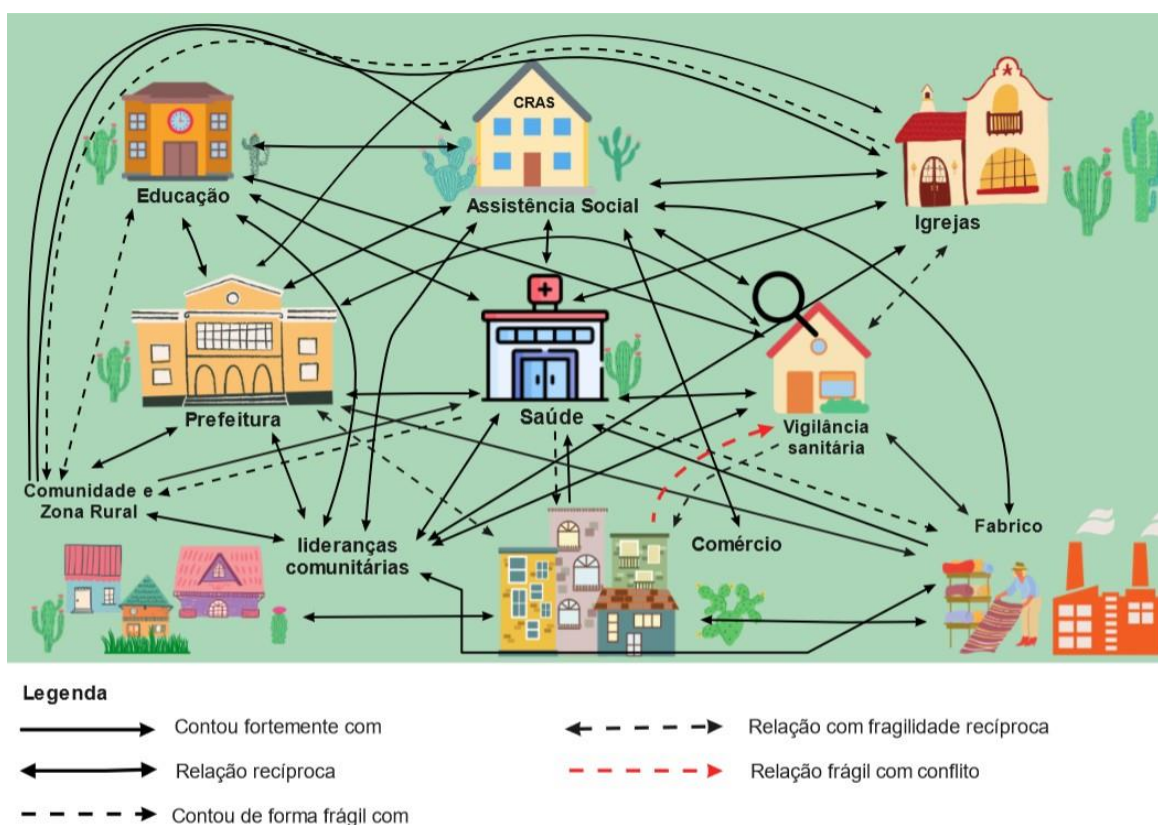 CRAS
Educação
Assistência Social
Igrejas
Prefeitura
Saúde
Vigilância
sanitária
Comunidade e
Zona Rural
lideranças
comunitárias
Comércio
Fabrico
Legenda
Contou fortemente com
Relação recíproca
Contou de forma frágil com
Relação com fragilidade recíproca
Relação frágil com conflito